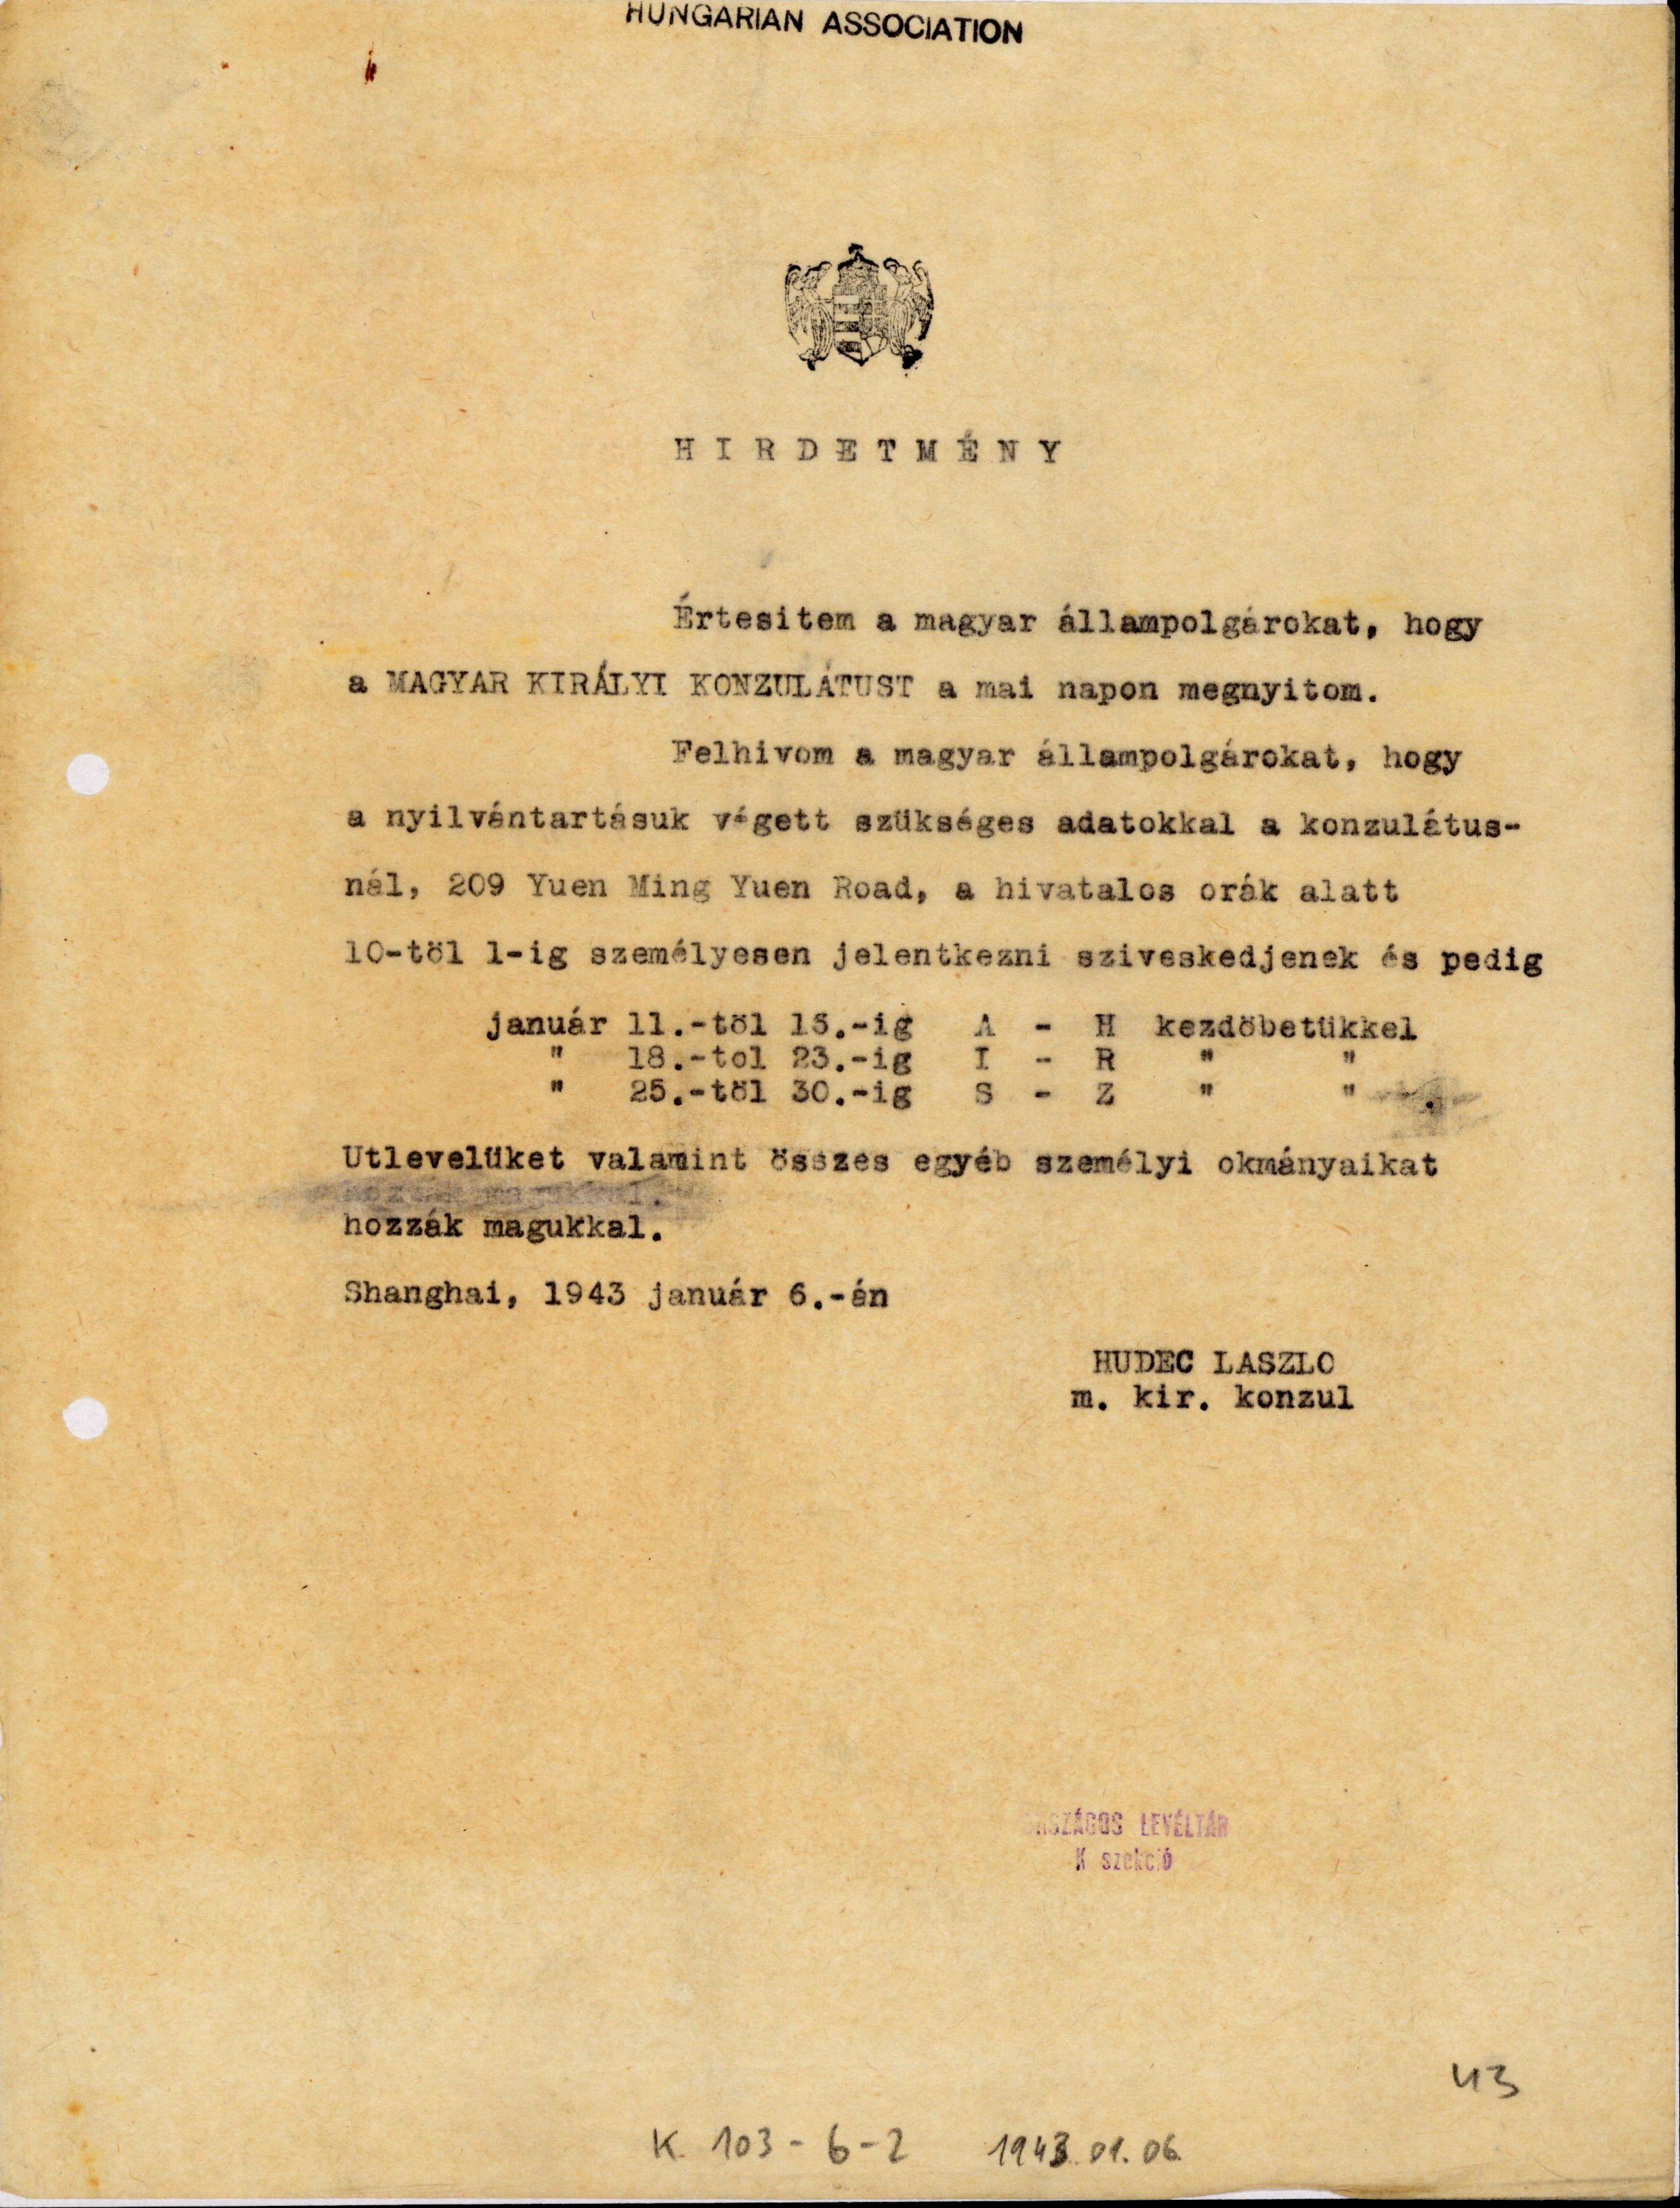 HUNGARIAN ASSOCIATION
HIRDETMÉNY
Értesitem a magyar állampolgárokat, hogy
a MAGYAR KIRÁLYI KONZULÁTUST a mai napon megnyitom.
Felhivom a magyar állampolgárokat, hogy
a nyilvántartásuk végett szükséges adatokkal a konzulátus-
nál, 209 Yuen Ming Yuen Road, a hivatalos orák alatt
10-töl 1-ig személyesen jelentkezni sziveskedjenek és pedig
január 11.-töl 15.-ig A - H kezdöbetükkel
" 18.-tol 23.-ig I - R " "
" 25.-töl 30.-ig S - Z " " .
Utlevelüket valamint összes egyéb személyi okmányaikat
hozzák magukkal.
Shanghai, 1943 január 6.-án
HUDEC LASZLO
m. kir. konzul
ORSZÁGOS LEVÉLTÁR
K szekció
43
K 103-6-2 1943.01.06.